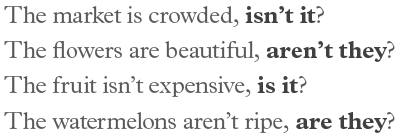 The market is crowded, isn’t it?
The flowers are beautiful, aren’t they?
The fruit isn’t expensive, is it?
The watermelons aren’t ripe, are they?